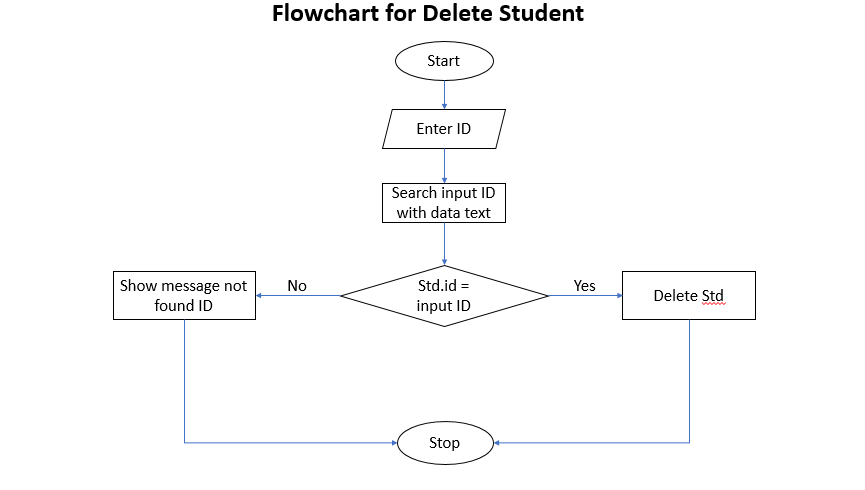 Flowchart for Delete Student
Start
Enter ID
Search input ID
with data text
Std.id =
input ID
No
Yes
Show message not
found ID
Delete Std
Stop